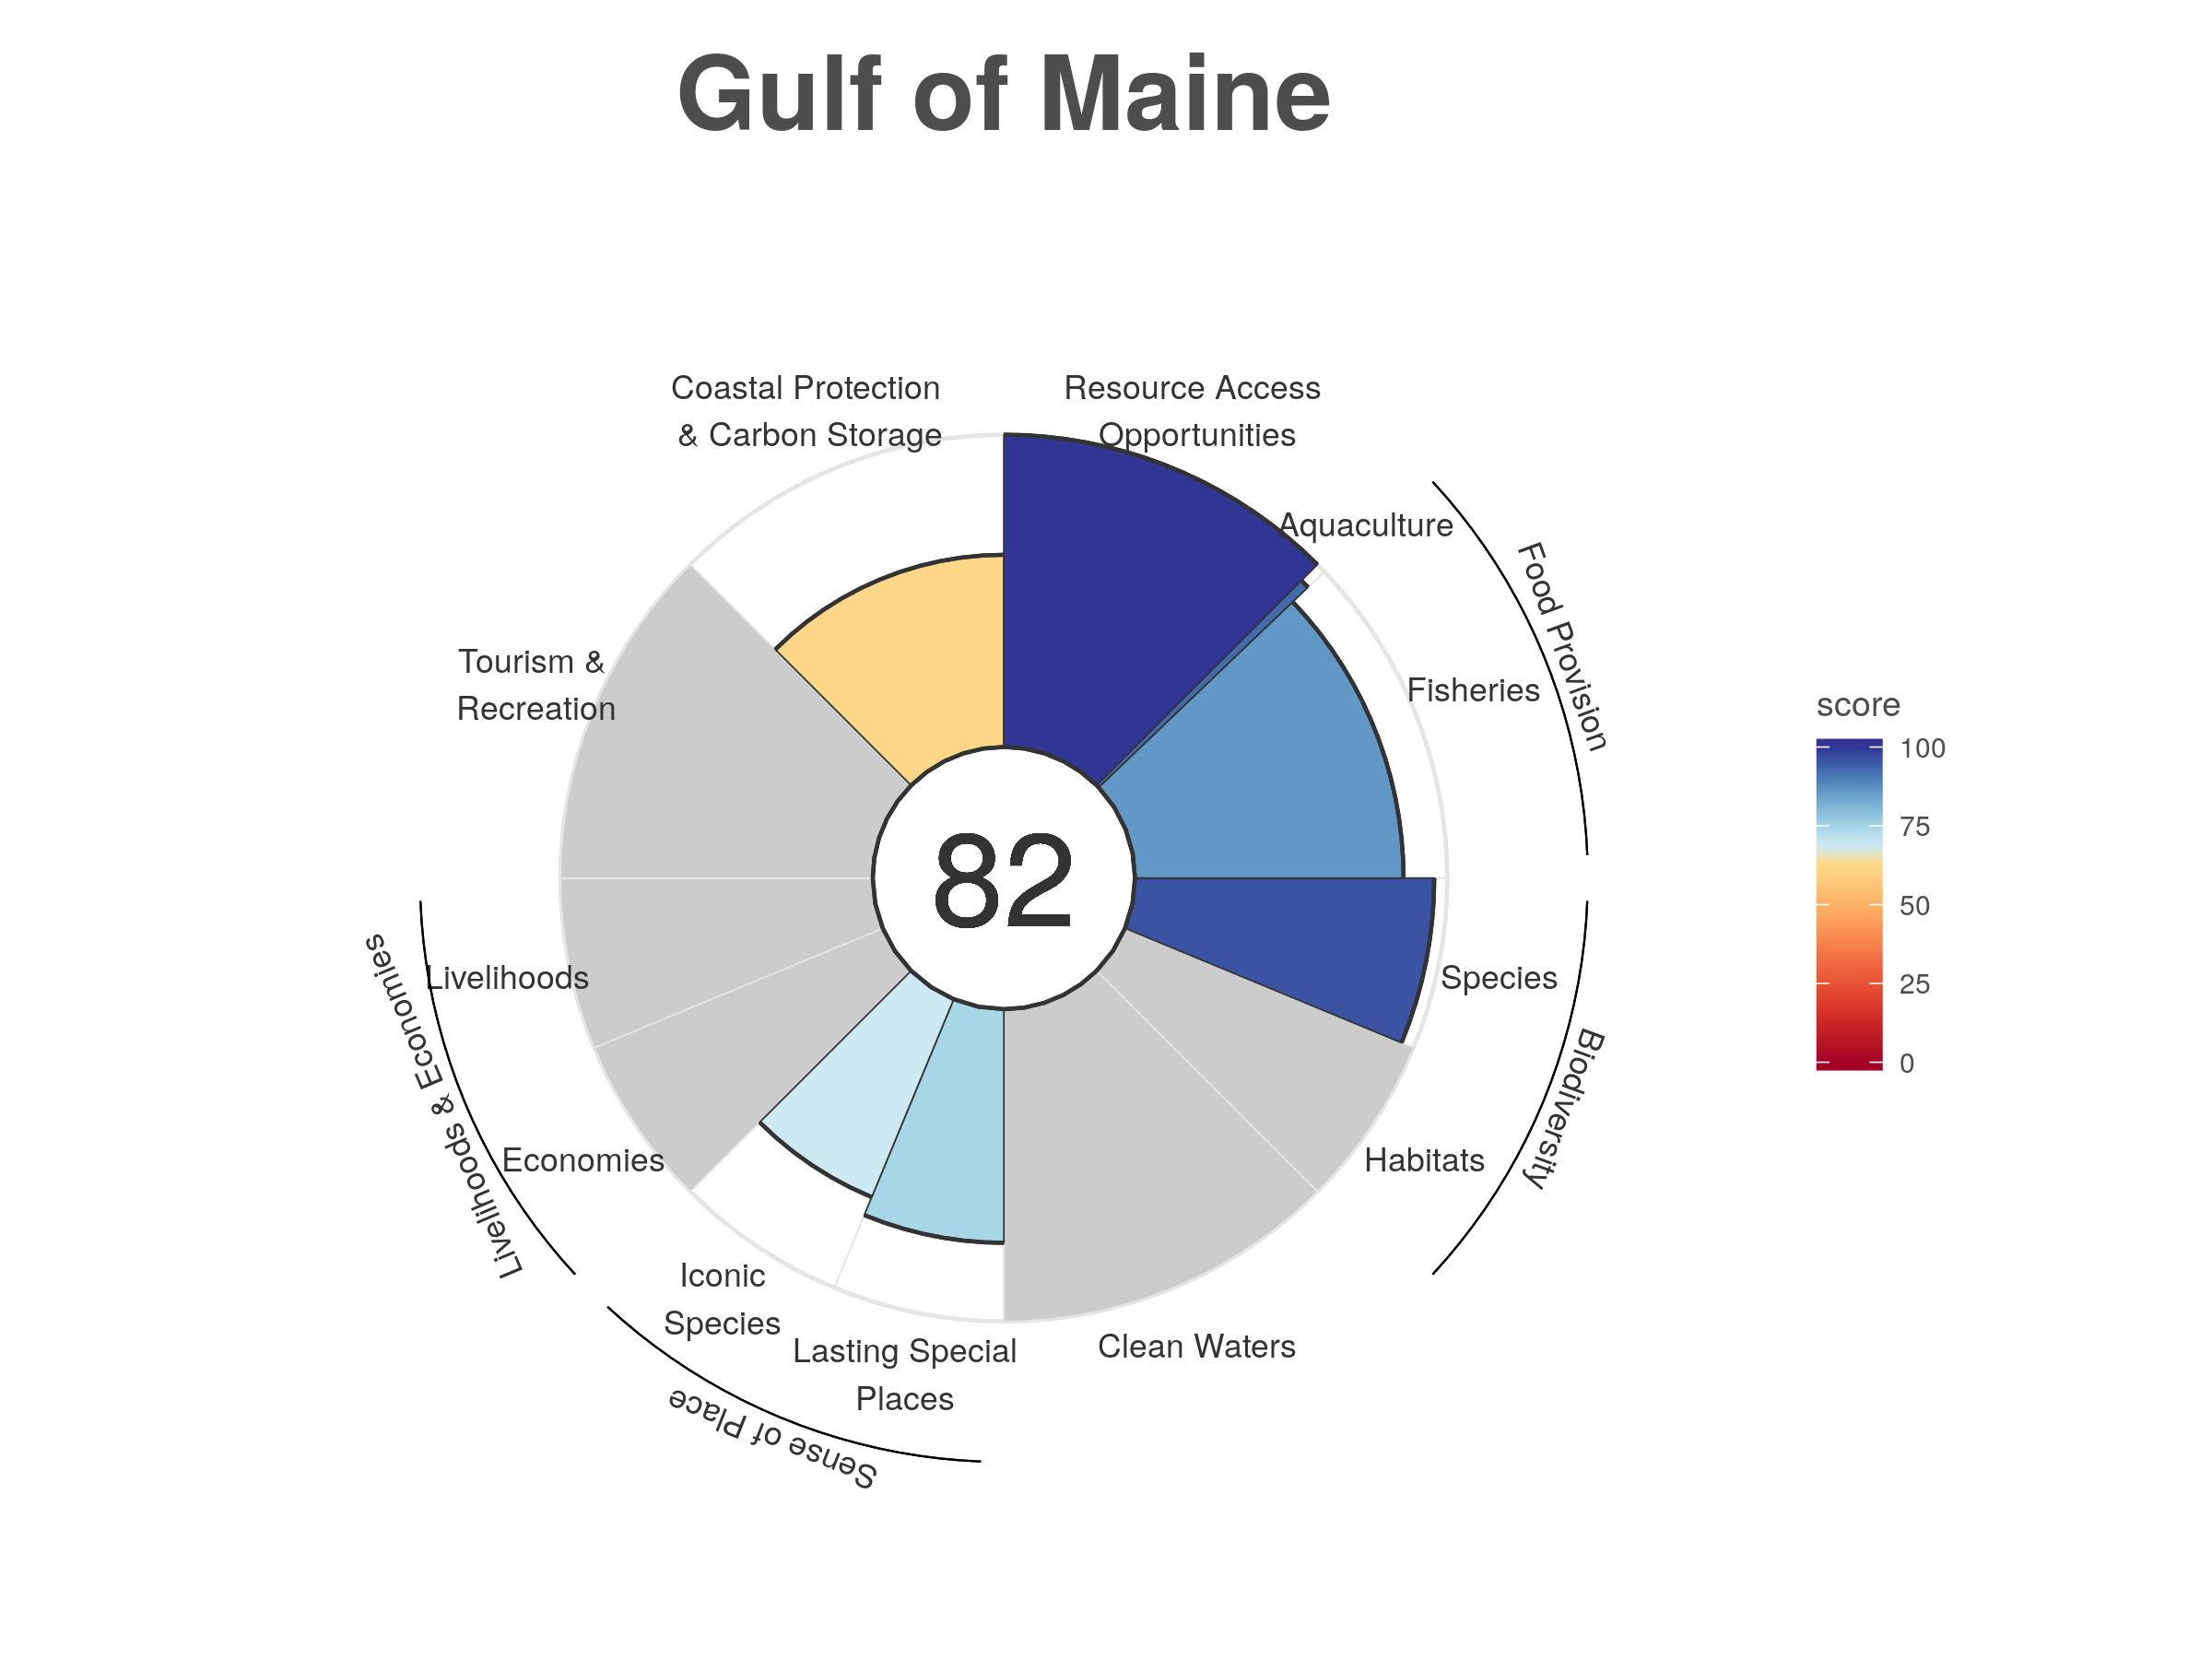 Gulf of Maine
Coastal Protection
& Carbon Storage
Resource Access
Opportunities
Aquaculture
Food Provision
Fisheries
Tourism &
Recreation
82
score
100
75
50
25
0
Species
Biodiversity
Habitats
Livelihoods
Livelihoods & Economies
Economies
Iconic
Species
Lasting Special
Places
Clean Waters
Sense of Place